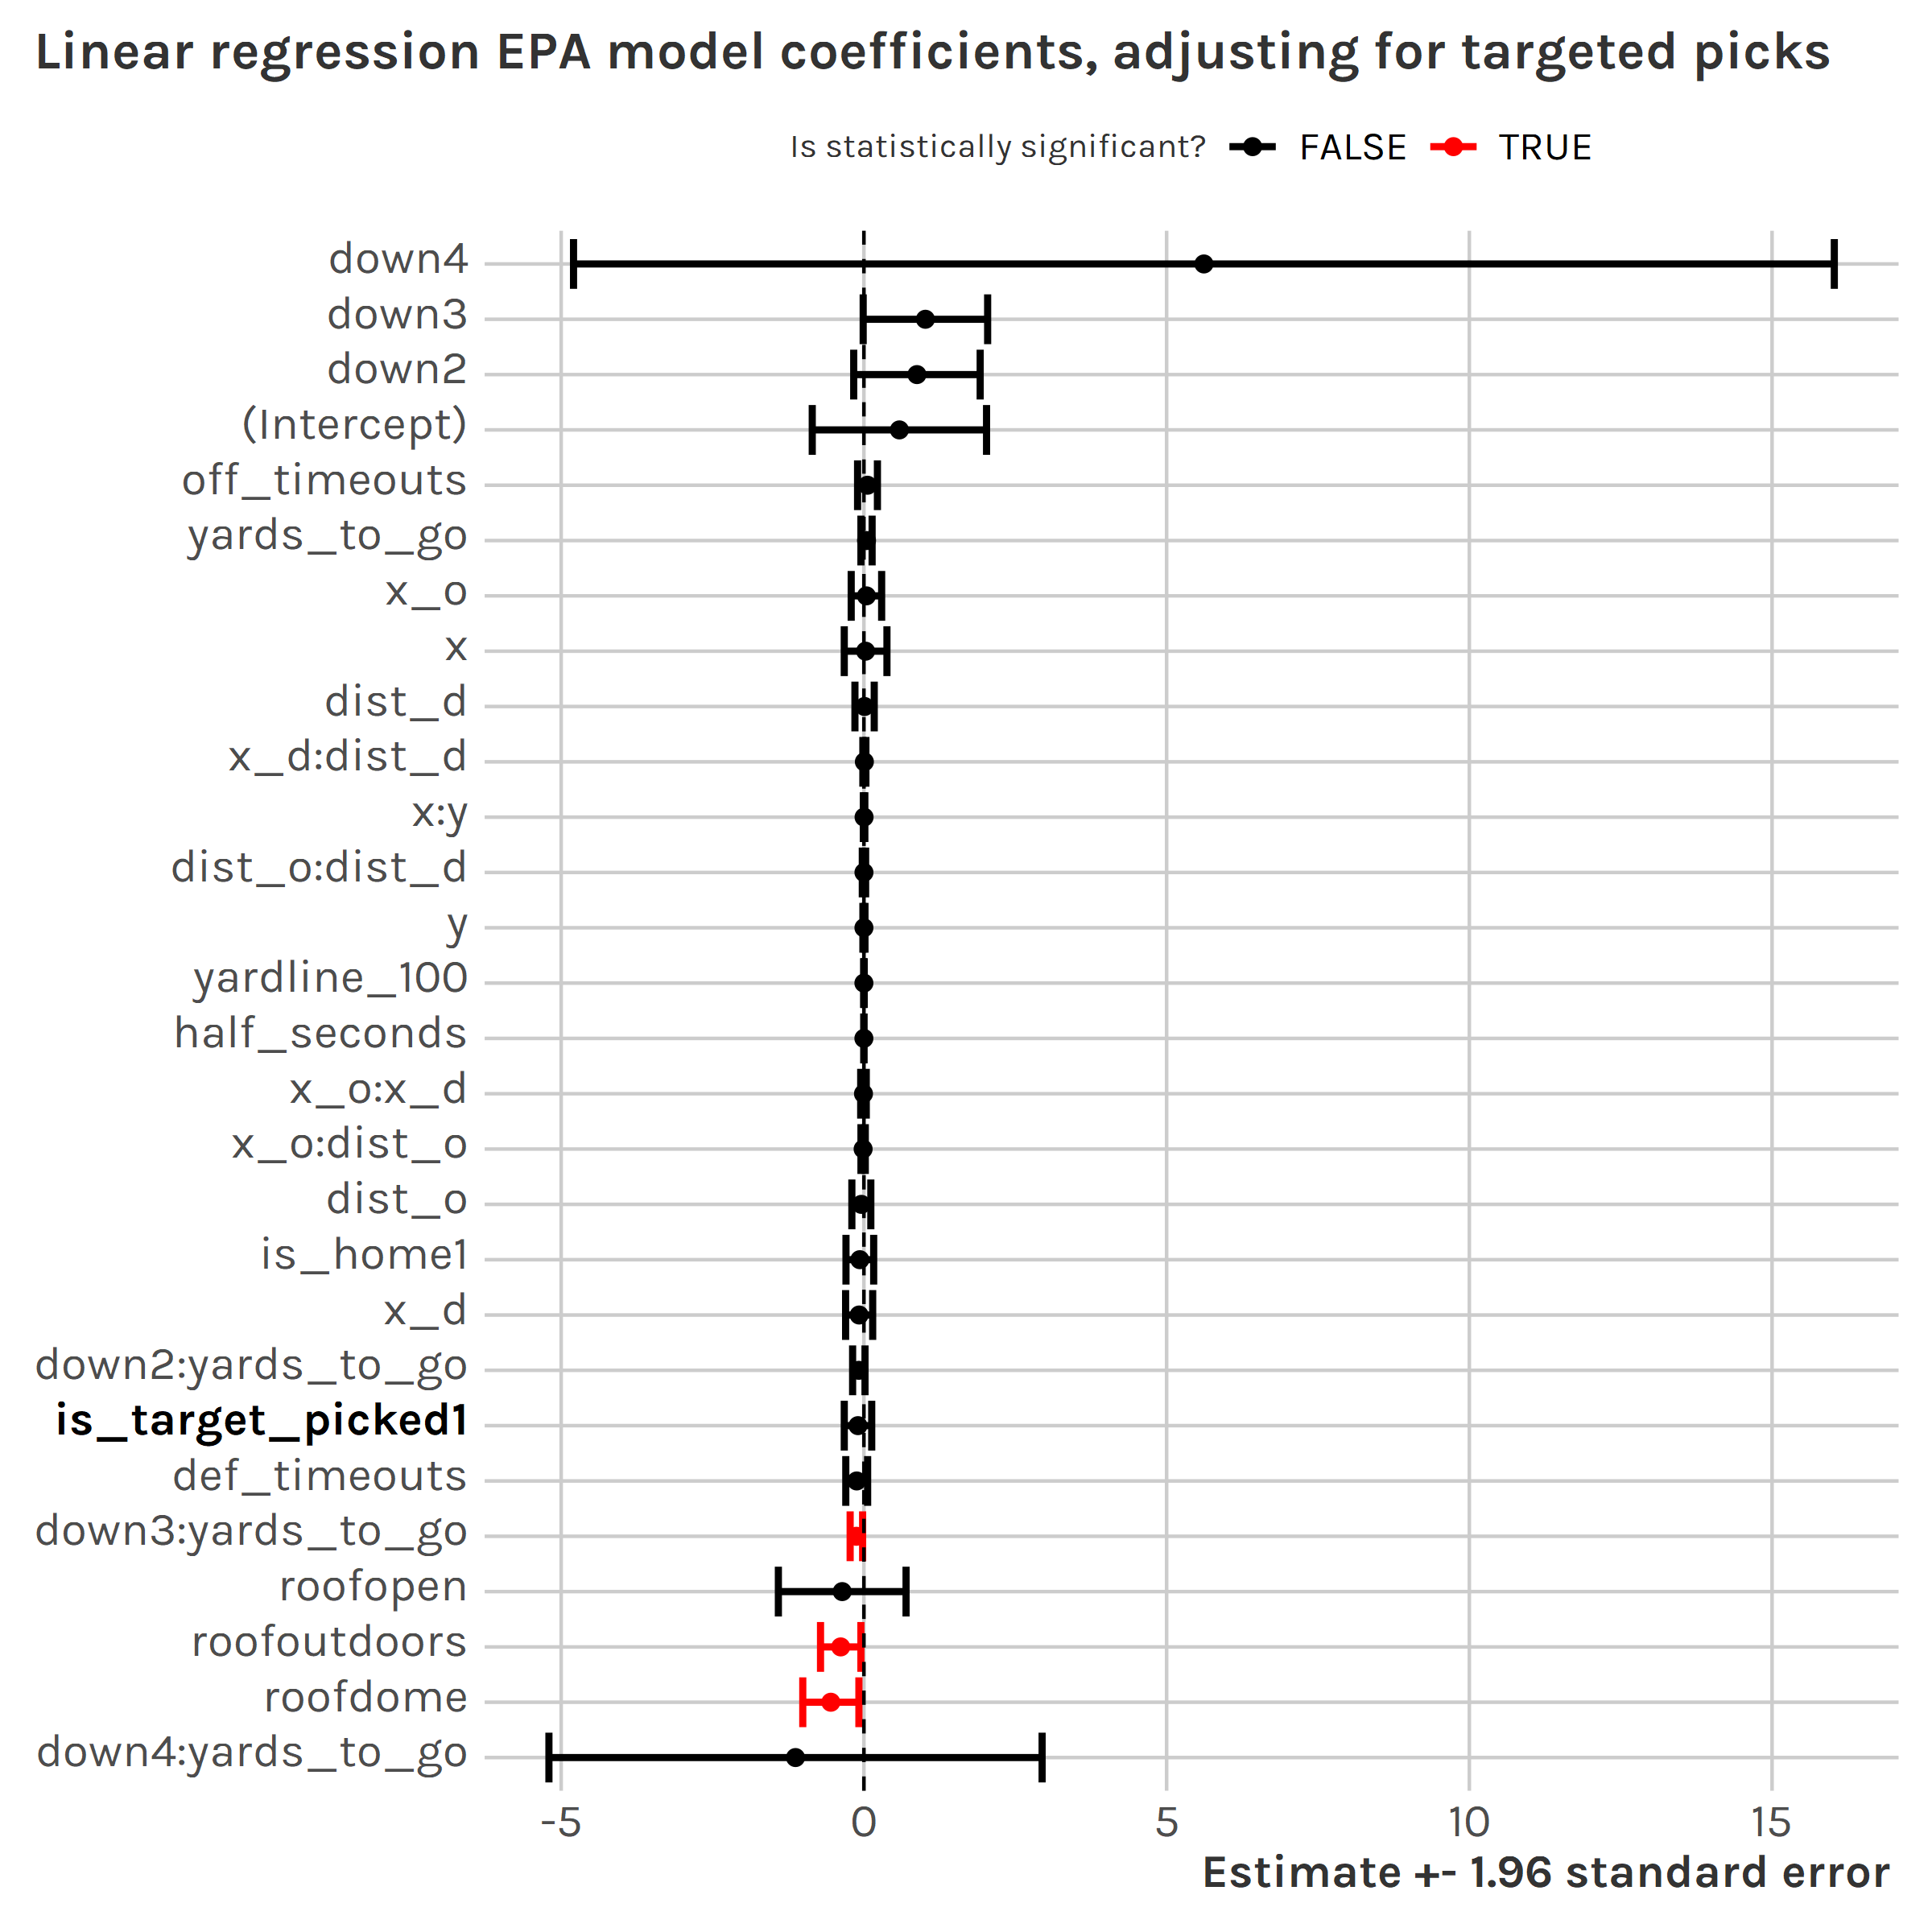 Linear regression EPA model coefficients, adjusting for targeted picks
Is statistically significant? FALSE TRUE
down4
down3
down2
(Intercept)
off_timeouts
yards_to_go
x_o
x
dist_d
x_d:dist_d
x:y
dist_o:dist_d
y
yardline_100
half_seconds
x_o:x_d
x_o:dist_o
dist_o
is_home1
x_d
down2:yards_to_go
is_target_picked1
def_timeouts
down3:yards_to_go
roofopen
roofoutdoors
roofdome
down4:yards_to_go
-5 0 5 10 15
Estimate +- 1.96 standard error